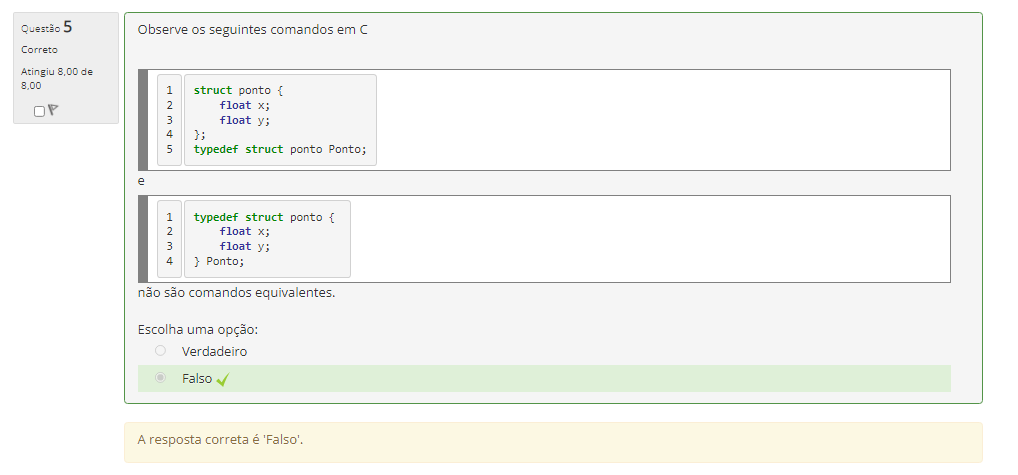 Questão 5
Correto
Atingiu 8,00 de
8,00
Observe os seguintes comandos em C
1 struct ponto {
2     float x;
3     float y;
4 };
5 typedef struct ponto Ponto;
e
1 typedef struct ponto {
2     float x;
3     float y;
4 } Ponto;
não são comandos equivalentes.
Escolha uma opção:
Verdadeiro
Falso
A resposta correta é 'Falso'.